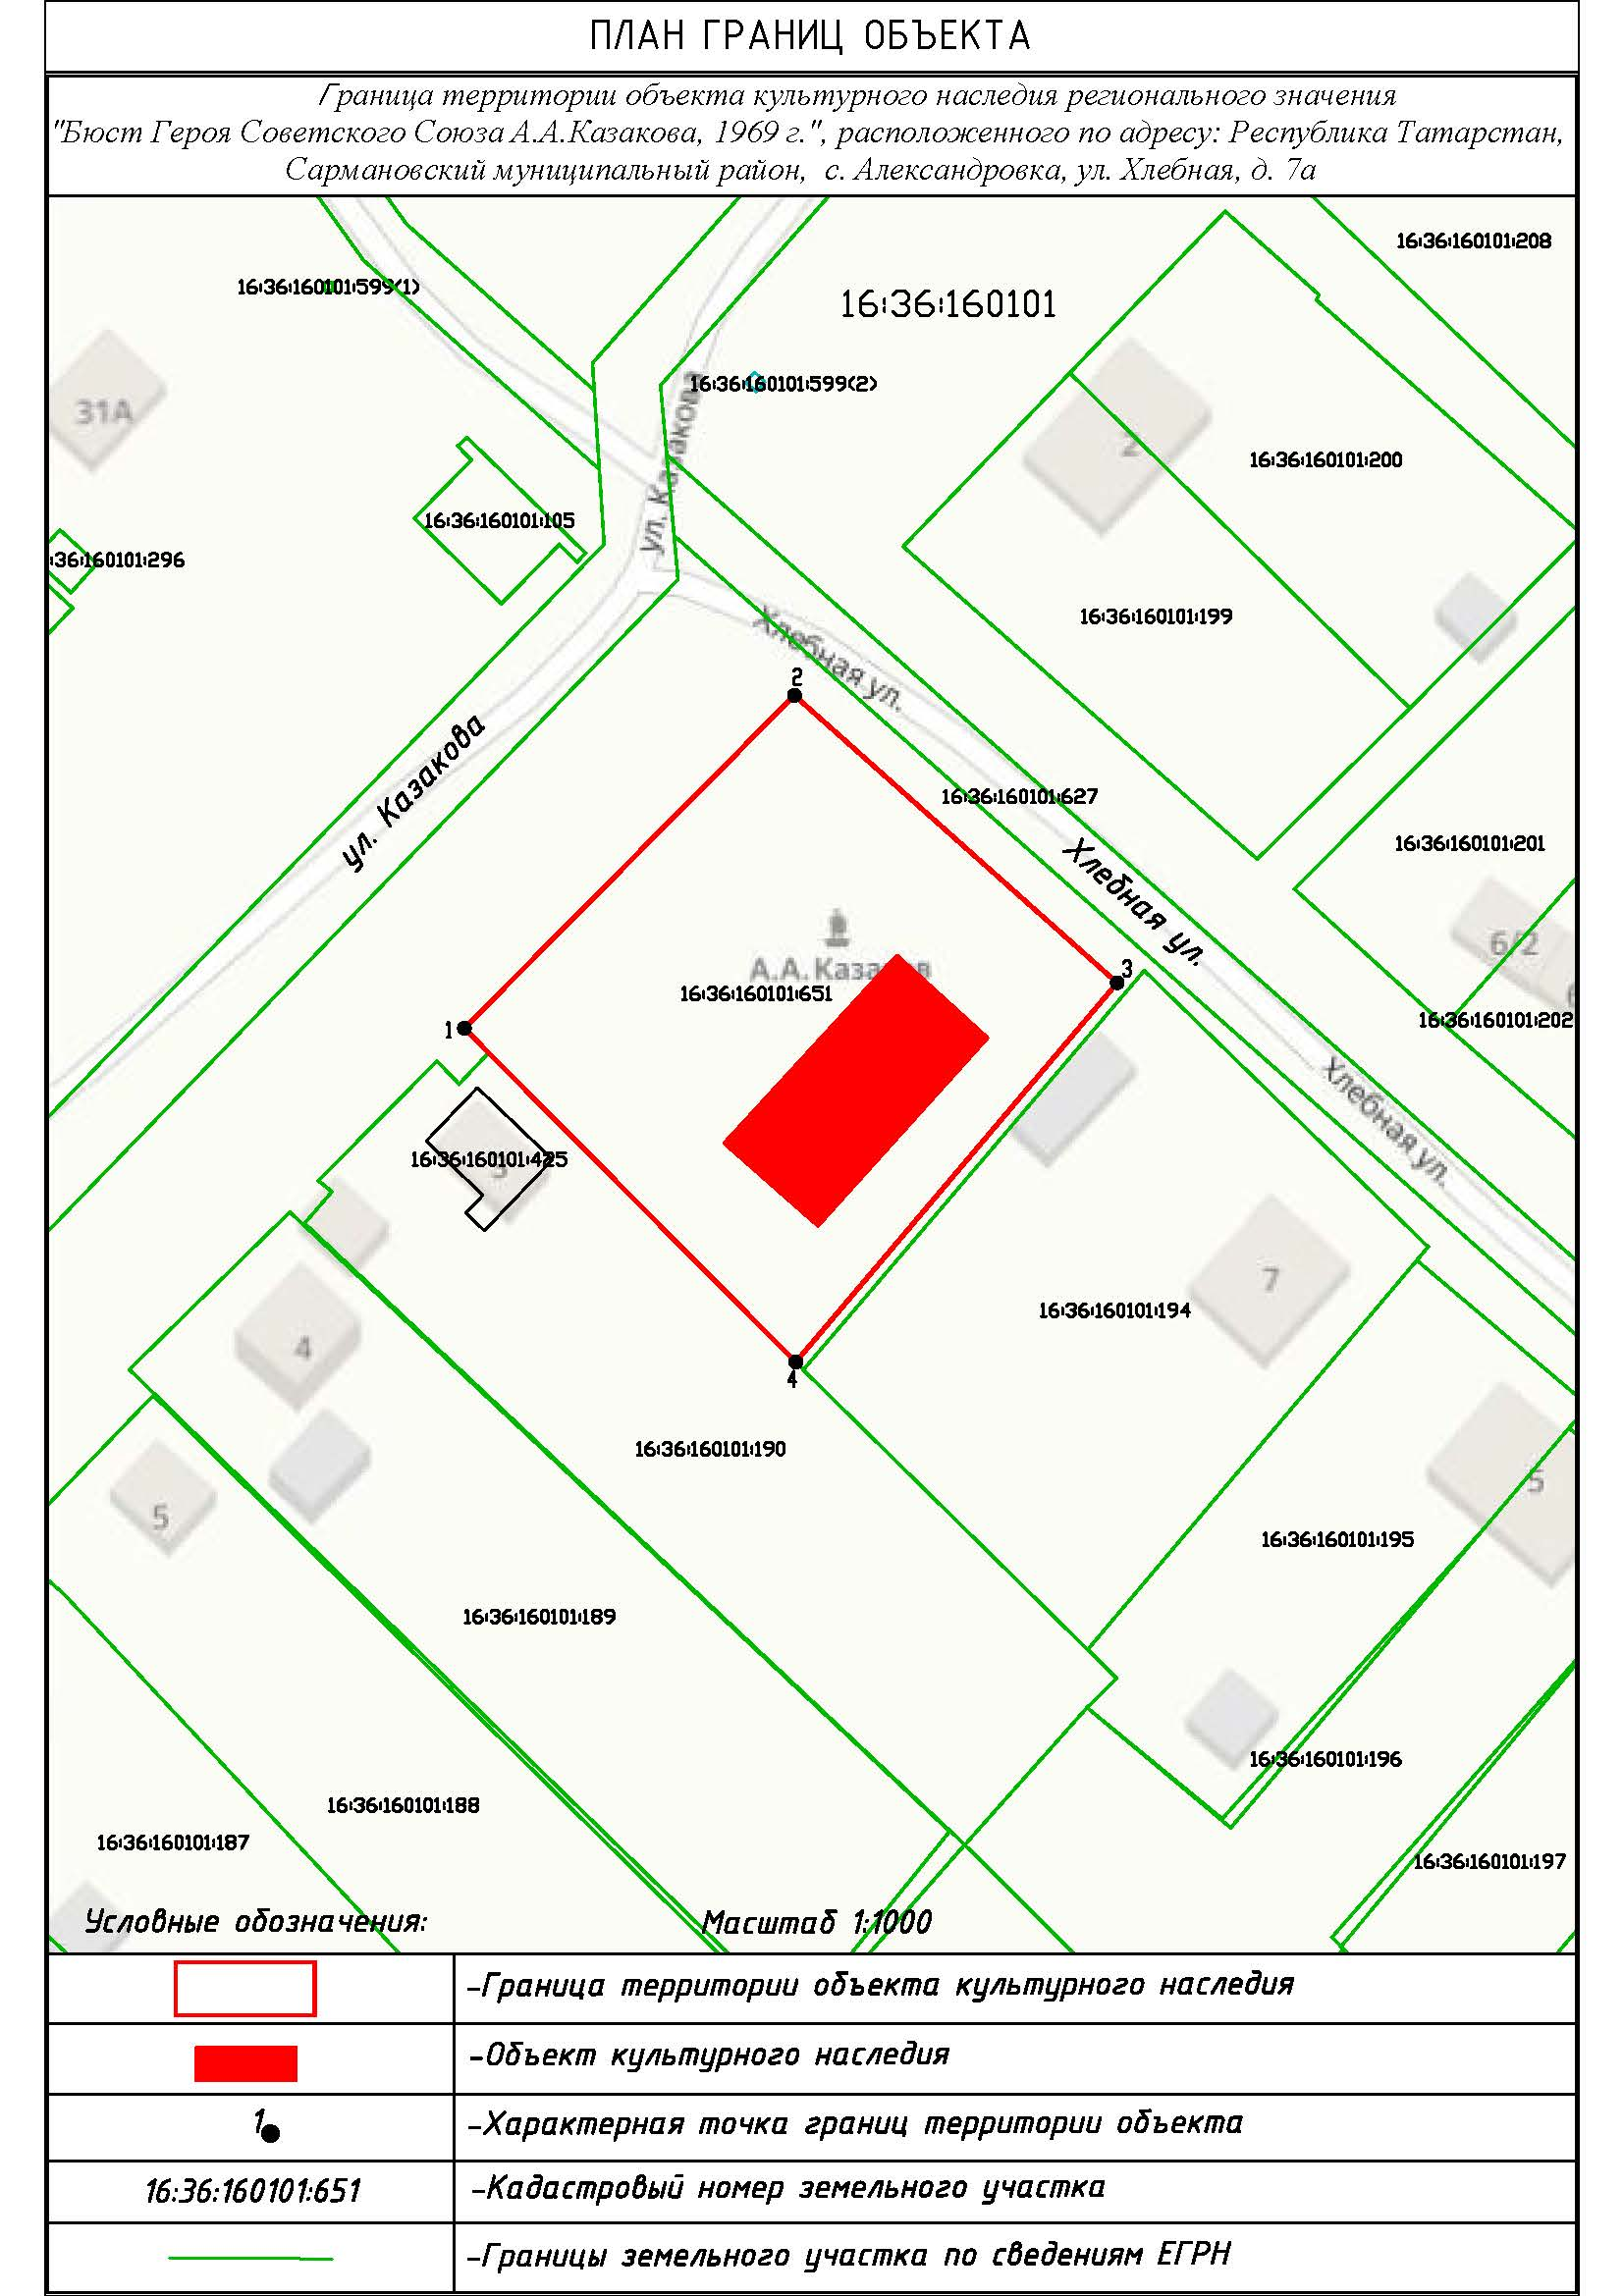 ПЛАН ГРАНИЦ ОБЪЕКТА
Граница территории объекта культурного наследия регионального значения
"Бюст Героя Советского Союза А.А.Казакова, 1969 г.", расположенного по адресу: Республика Татарстан,
Сармановский муниципальный район, с. Александровка, ул. Хлебная, д. 7а
16:36:160101:208
16:36:160101:599(1)
16:36:160101
16:36:160101:599(2)
31А
2
16:36:160101:200
ул. Казакова
16:36:160101:105
:36:160101:296
16:36:160101:199
Хлебная ул.
2
ул. Казакова
16:36:160101:627
16:36:160101:201
Хлебная ул.
6/2
А.А. Казаков
3
16:36:160101:651
16:36:160101:202
1
Хлебная ул.
16:36:160101:425
3
7
16:36:160101:194
4
4
16:36:160101:190
5
5
16:36:160101:195
16:36:160101:189
16:36:160101:196
16:36:160101:188
16:36:160101:187
16:36:160101:197
Условные обозначения:
Масштаб 1:1000
-Граница территории объекта культурного наследия
-Объект культурного наследия
1
-Характерная точка границ территории объекта
16:36:160101:651
-Кадастровый номер земельного участка
-Границы земельного участка по сведениям ЕГРН